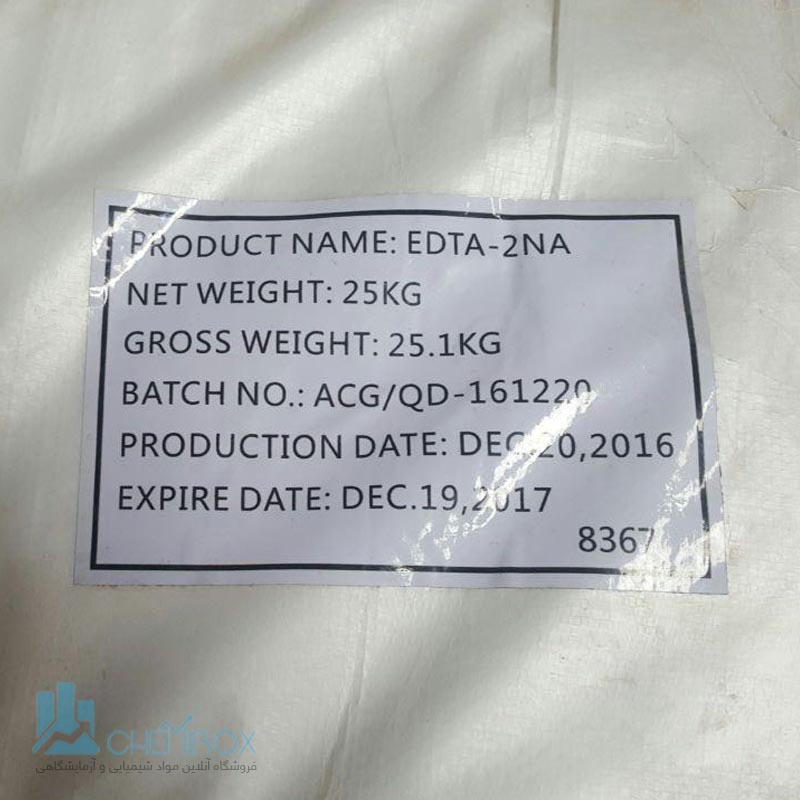 PRODUCT NAME: EDTA-2NA
NET WEIGHT: 25KG
GROSS WEIGHT: 25.1KG
BATCH NO.: ACG/QD-161220
PRODUCTION DATE: DEC.20,2016
EXPIRE DATE: DEC.19,2017
8367
CHEMINOX
فروشگاه آنلاین مواد شیمیایی و آزمایشگاهی